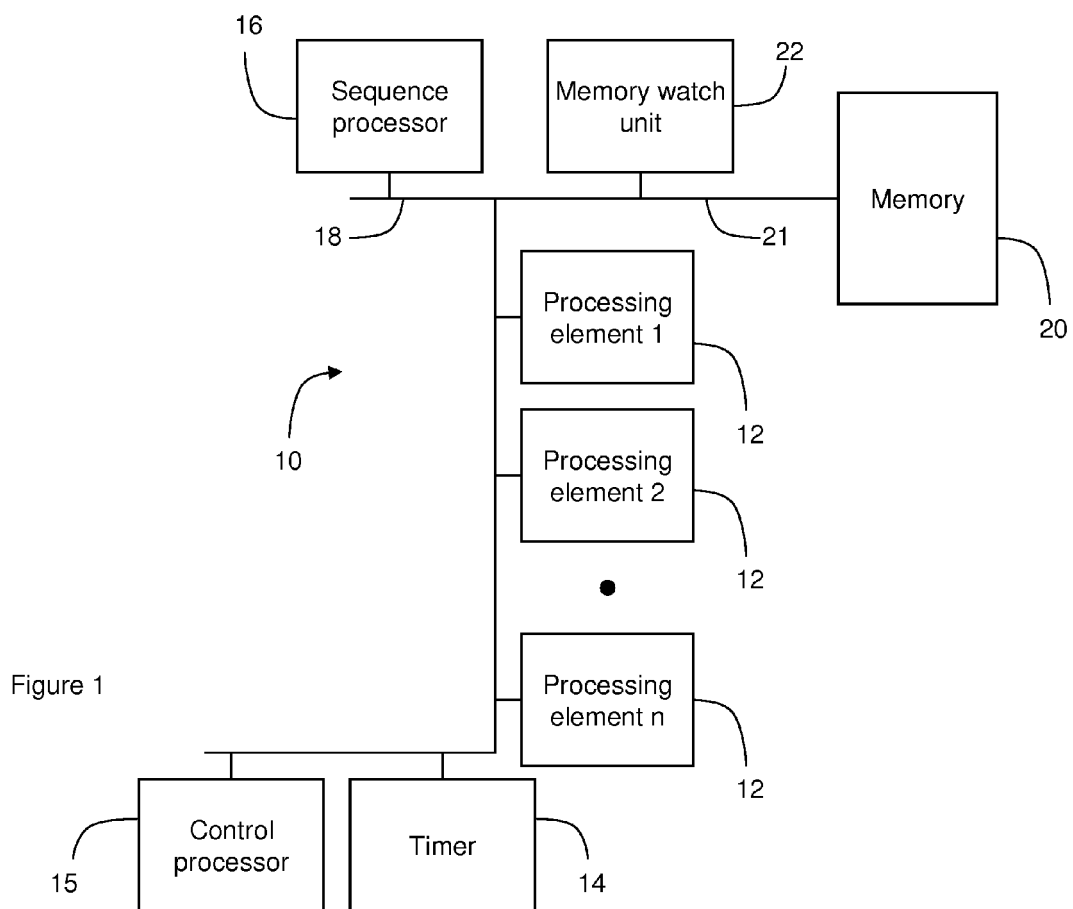 16
Sequence
processor
Memory watch
unit
22
Memory
18
21
20
Processing
element 1
12
10
Processing
element 2
12
Figure 1
Processing
element n
12
15
Control
processor
Timer
14